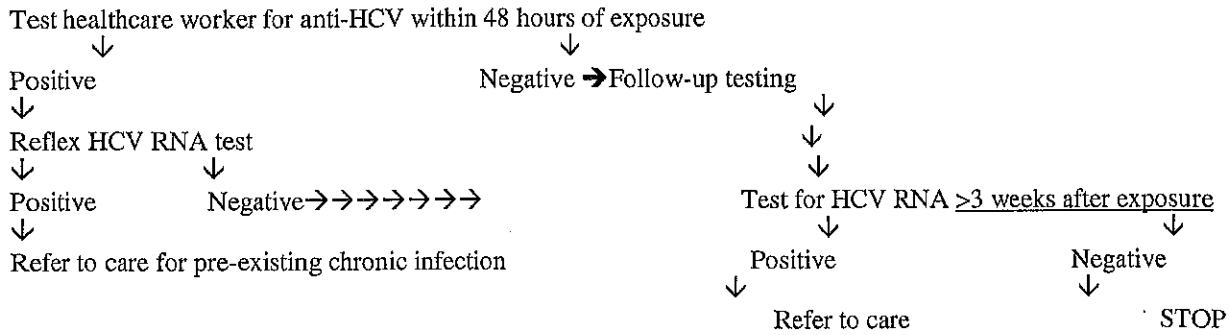 Test healthcare worker for anti-HCV within 48 hours of exposure
↓ ↓
Positive Negative ➔Follow-up testing
↓ ↓
Reflex HCV RNA test ↓
↓ ↓ ↓
Positive Negative→→→→→→→ Test for HCV RNA >3 weeks after exposure
↓ ↓ ↓
Refer to care for pre-existing chronic infection Positive Negative
↓ ↓
Refer to care STOP